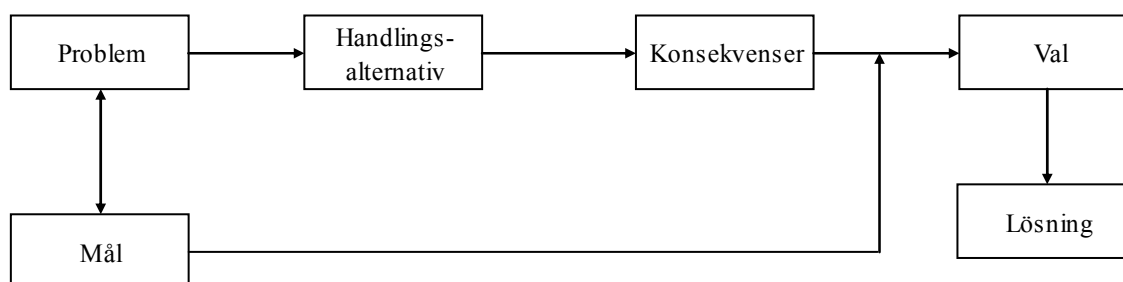 Problem
Handlings-
alternativ
Konsekvenser
Val
Mål
Lösning